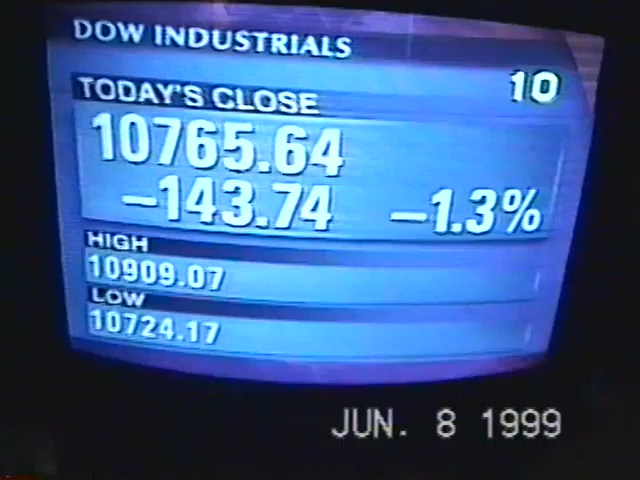 DOW INDUSTRIALS
10
TODAY'S CLOSE
10765.64
-143.74 -1.3%
HIGH
10909.07
LOW
10724.17
JUN. 8 1999